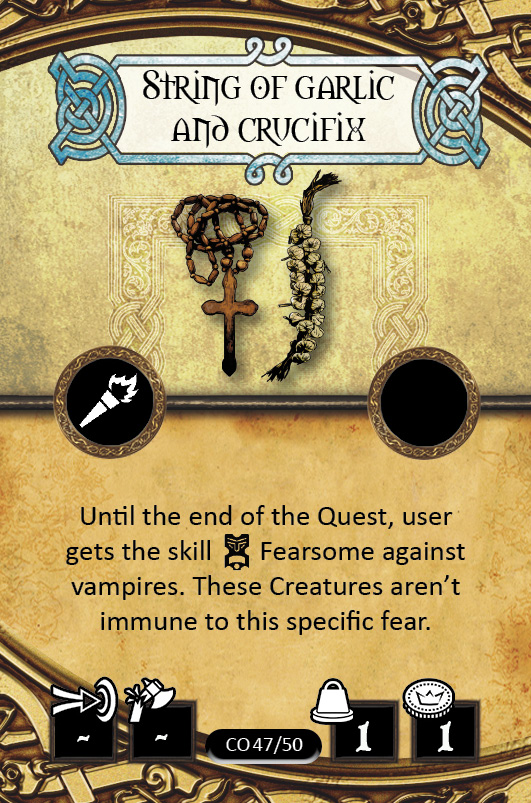 String of garlic
and crucifix
Until the end of the Quest, user
gets the skill Fearsome against
vampires. These Creatures aren't
immune to this specific fear.
~ ~ CO 47/50 1 1